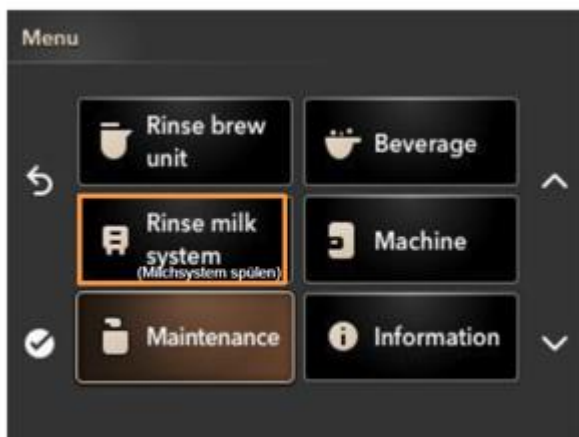 Menu
Rinse brew
unit
Beverage
Rinse milk
system
(Milchsystem spülen)
Machine
Maintenance
Information